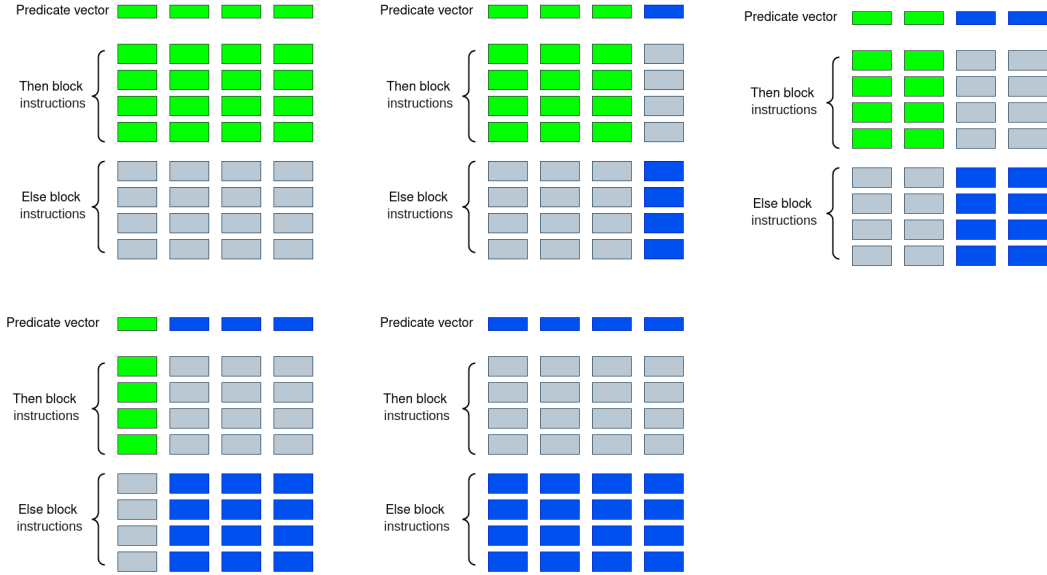 Predicate vector
Then block
instructions
Else block
instructions
Predicate vector
Then block
instructions
Else block
instructions
Predicate vector
Then block
instructions
Else block
instructions
Predicate vector
Then block
instructions
Else block
instructions
Predicate vector
Then block
instructions
Else block
instructions